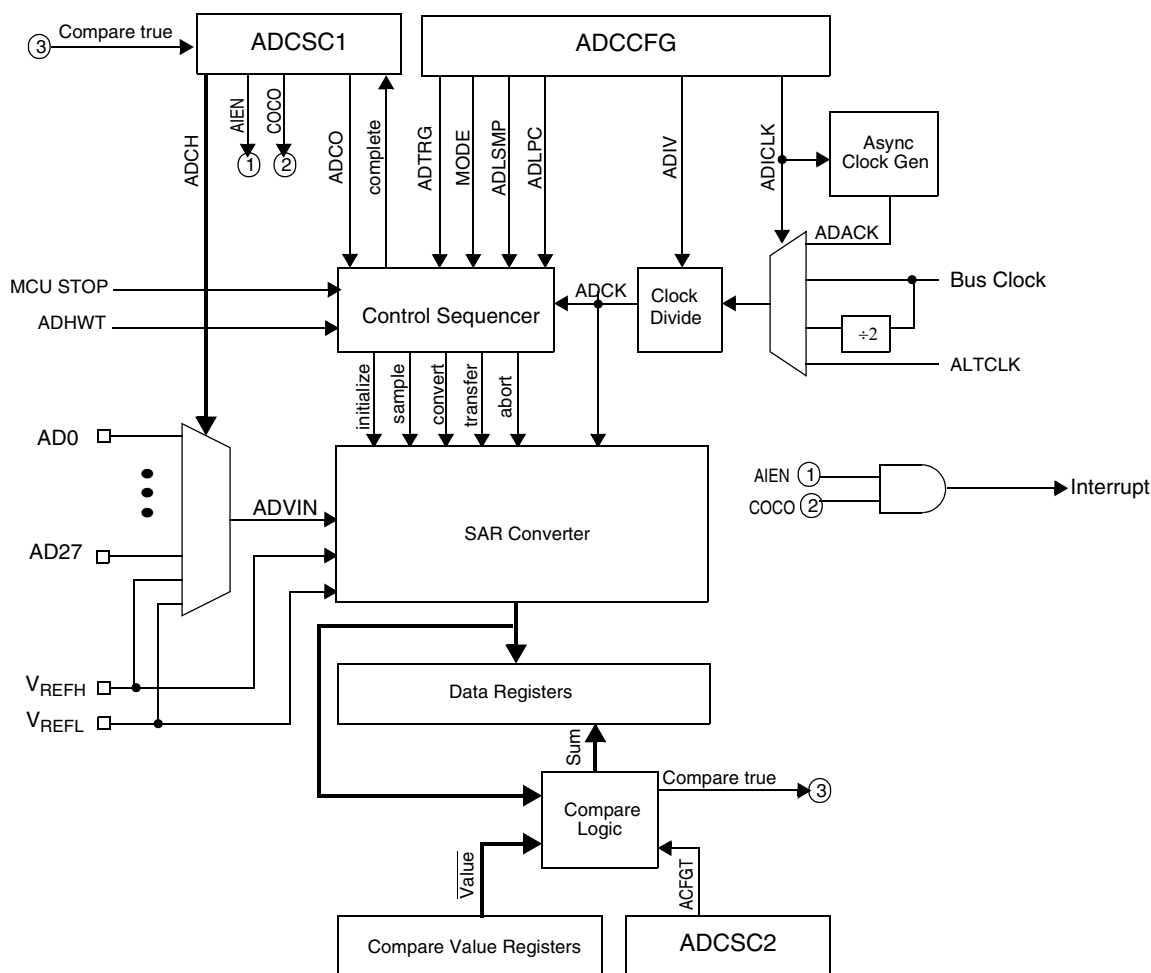 3 Compare true
ADCSC1
ADCCFG
ADCH
AIEN
COCO
1
2
ADCO
complete
ADTRG
MODE
ADLSMP
ADLPC
ADIV
ADICLK
Async
Clock Gen
ADACK
MCU STOP
ADHWT
Control Sequencer
ADCK
Clock
Divide
Bus Clock
÷2
ALTCLK
initialize
sample
convert
transfer
abort
AD0
AD27
ADVIN
SAR Converter
AIEN 1
COCO 2
Interrupt
VREFH
VREFL
Data Registers
Sum
Compare
Logic
Compare true
3
Value
ACFGT
Compare Value Registers
ADCSC2